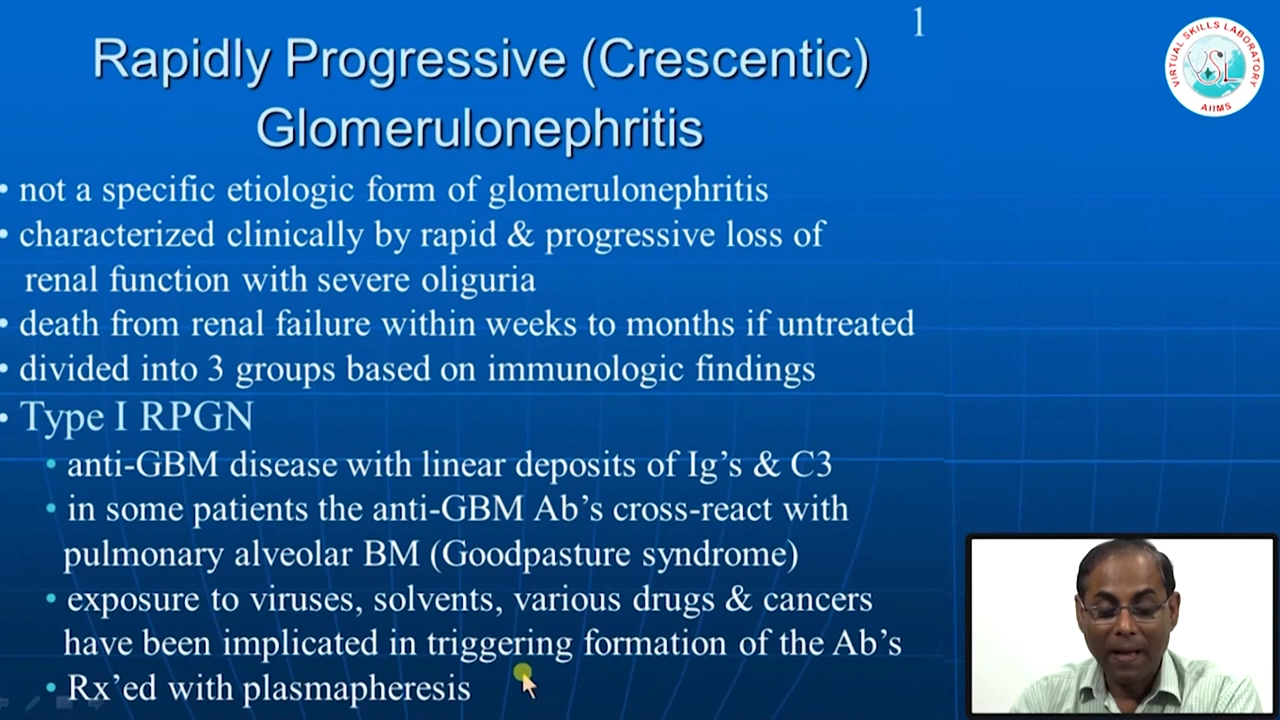 1
VIRTUAL SKILLS LABORATORY
VSL
AIIMS
Rapidly Progressive (Crescentic)
Glomerulonephritis
• not a specific etiologic form of glomerulonephritis
• characterized clinically by rapid & progressive loss of
renal function with severe oliguria
• death from renal failure within weeks to months if untreated
• divided into 3 groups based on immunologic findings
• Type I RPGN
• anti-GBM disease with linear deposits of Ig’s & C3
• in some patients the anti-GBM Ab’s cross-react with
pulmonary alveolar BM (Goodpasture syndrome)
• exposure to viruses, solvents, various drugs & cancers
have been implicated in triggering formation of the Ab’s
• Rx’ed with plasmapheresis